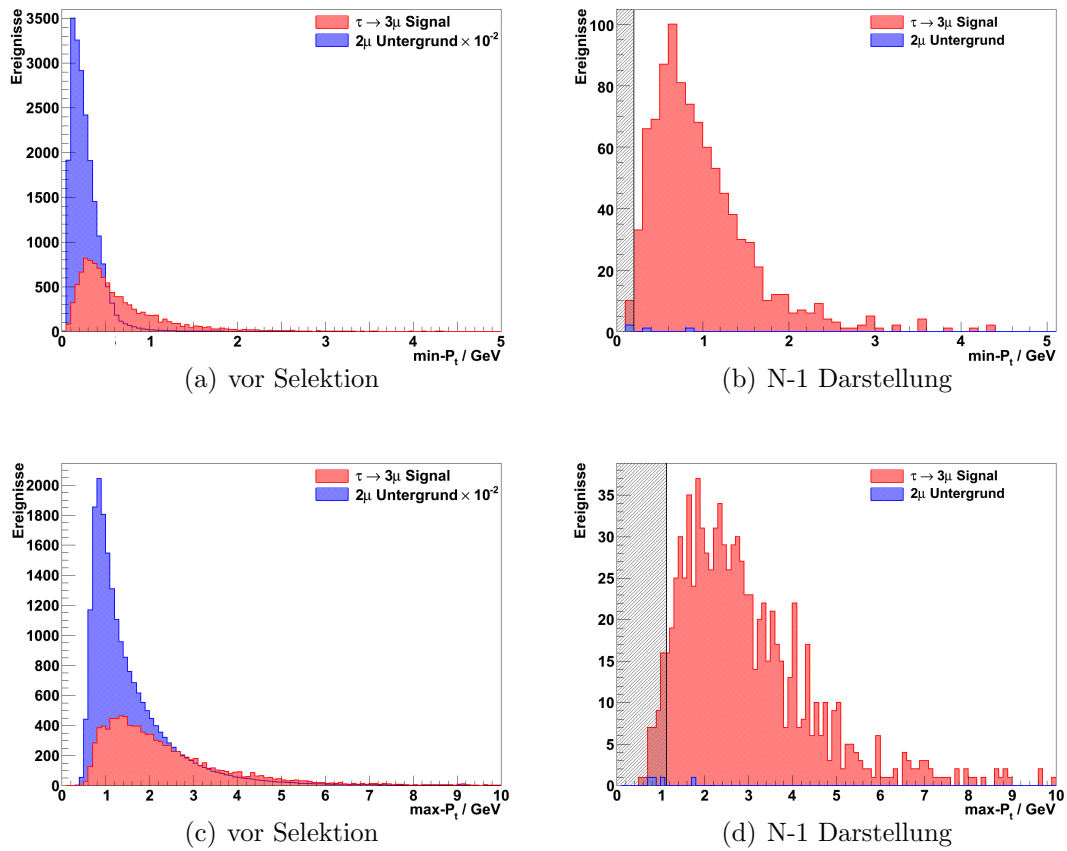 Ereignisse
τ → 3μ Signal
2μ Untergrund × 10⁻²
3500
3000
2500
2000
1500
1000
500
0
0 1 2 3 4 5
min-Pₜ / GeV
(a) vor Selektion
Ereignisse
τ → 3μ Signal
2μ Untergrund
100
80
60
40
20
0
0 1 2 3 4 5
min-Pₜ / GeV
(b) N-1 Darstellung
Ereignisse
τ → 3μ Signal
2μ Untergrund × 10⁻²
2000
1800
1600
1400
1200
1000
800
600
400
200
0
0 1 2 3 4 5 6 7 8 9 10
max-Pₜ / GeV
(c) vor Selektion
Ereignisse
τ → 3μ Signal
2μ Untergrund
35
30
25
20
15
10
5
0
0 1 2 3 4 5 6 7 8 9 10
max-Pₜ / GeV
(d) N-1 Darstellung